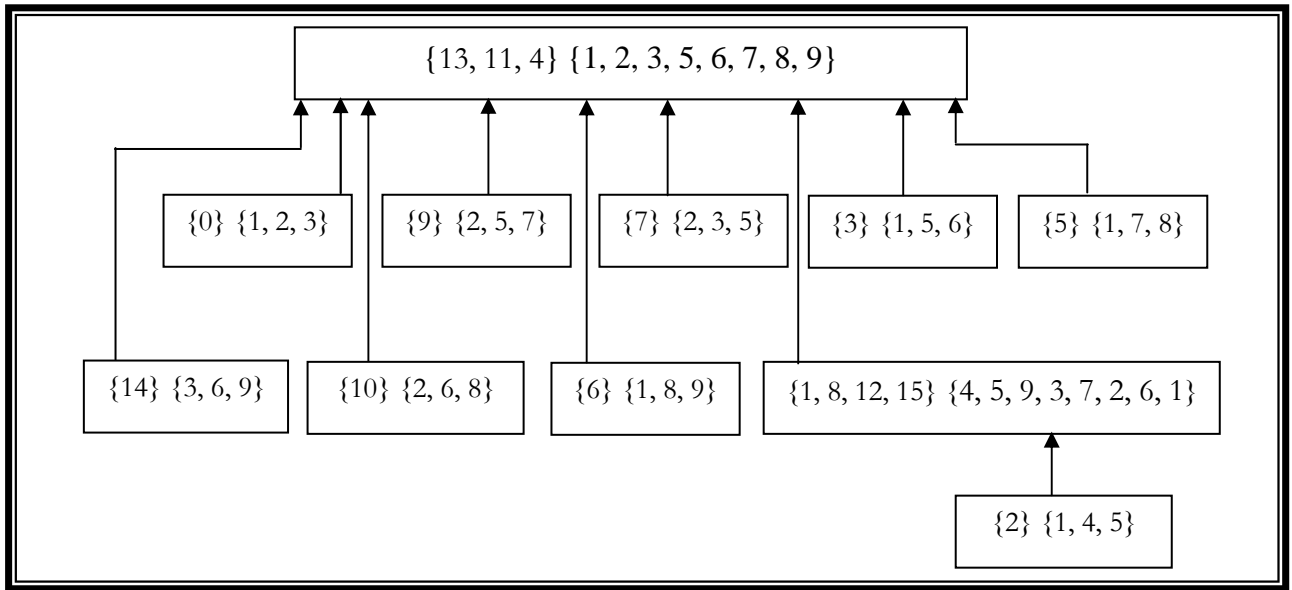 {13, 11, 4} {1, 2, 3, 5, 6, 7, 8, 9}
{0} {1, 2, 3}
{9} {2, 5, 7}
{7} {2, 3, 5}
{3} {1, 5, 6}
{5} {1, 7, 8}
{14} {3, 6, 9}
{10} {2, 6, 8}
{6} {1, 8, 9}
{1, 8, 12, 15} {4, 5, 9, 3, 7, 2, 6, 1}
{2} {1, 4, 5}